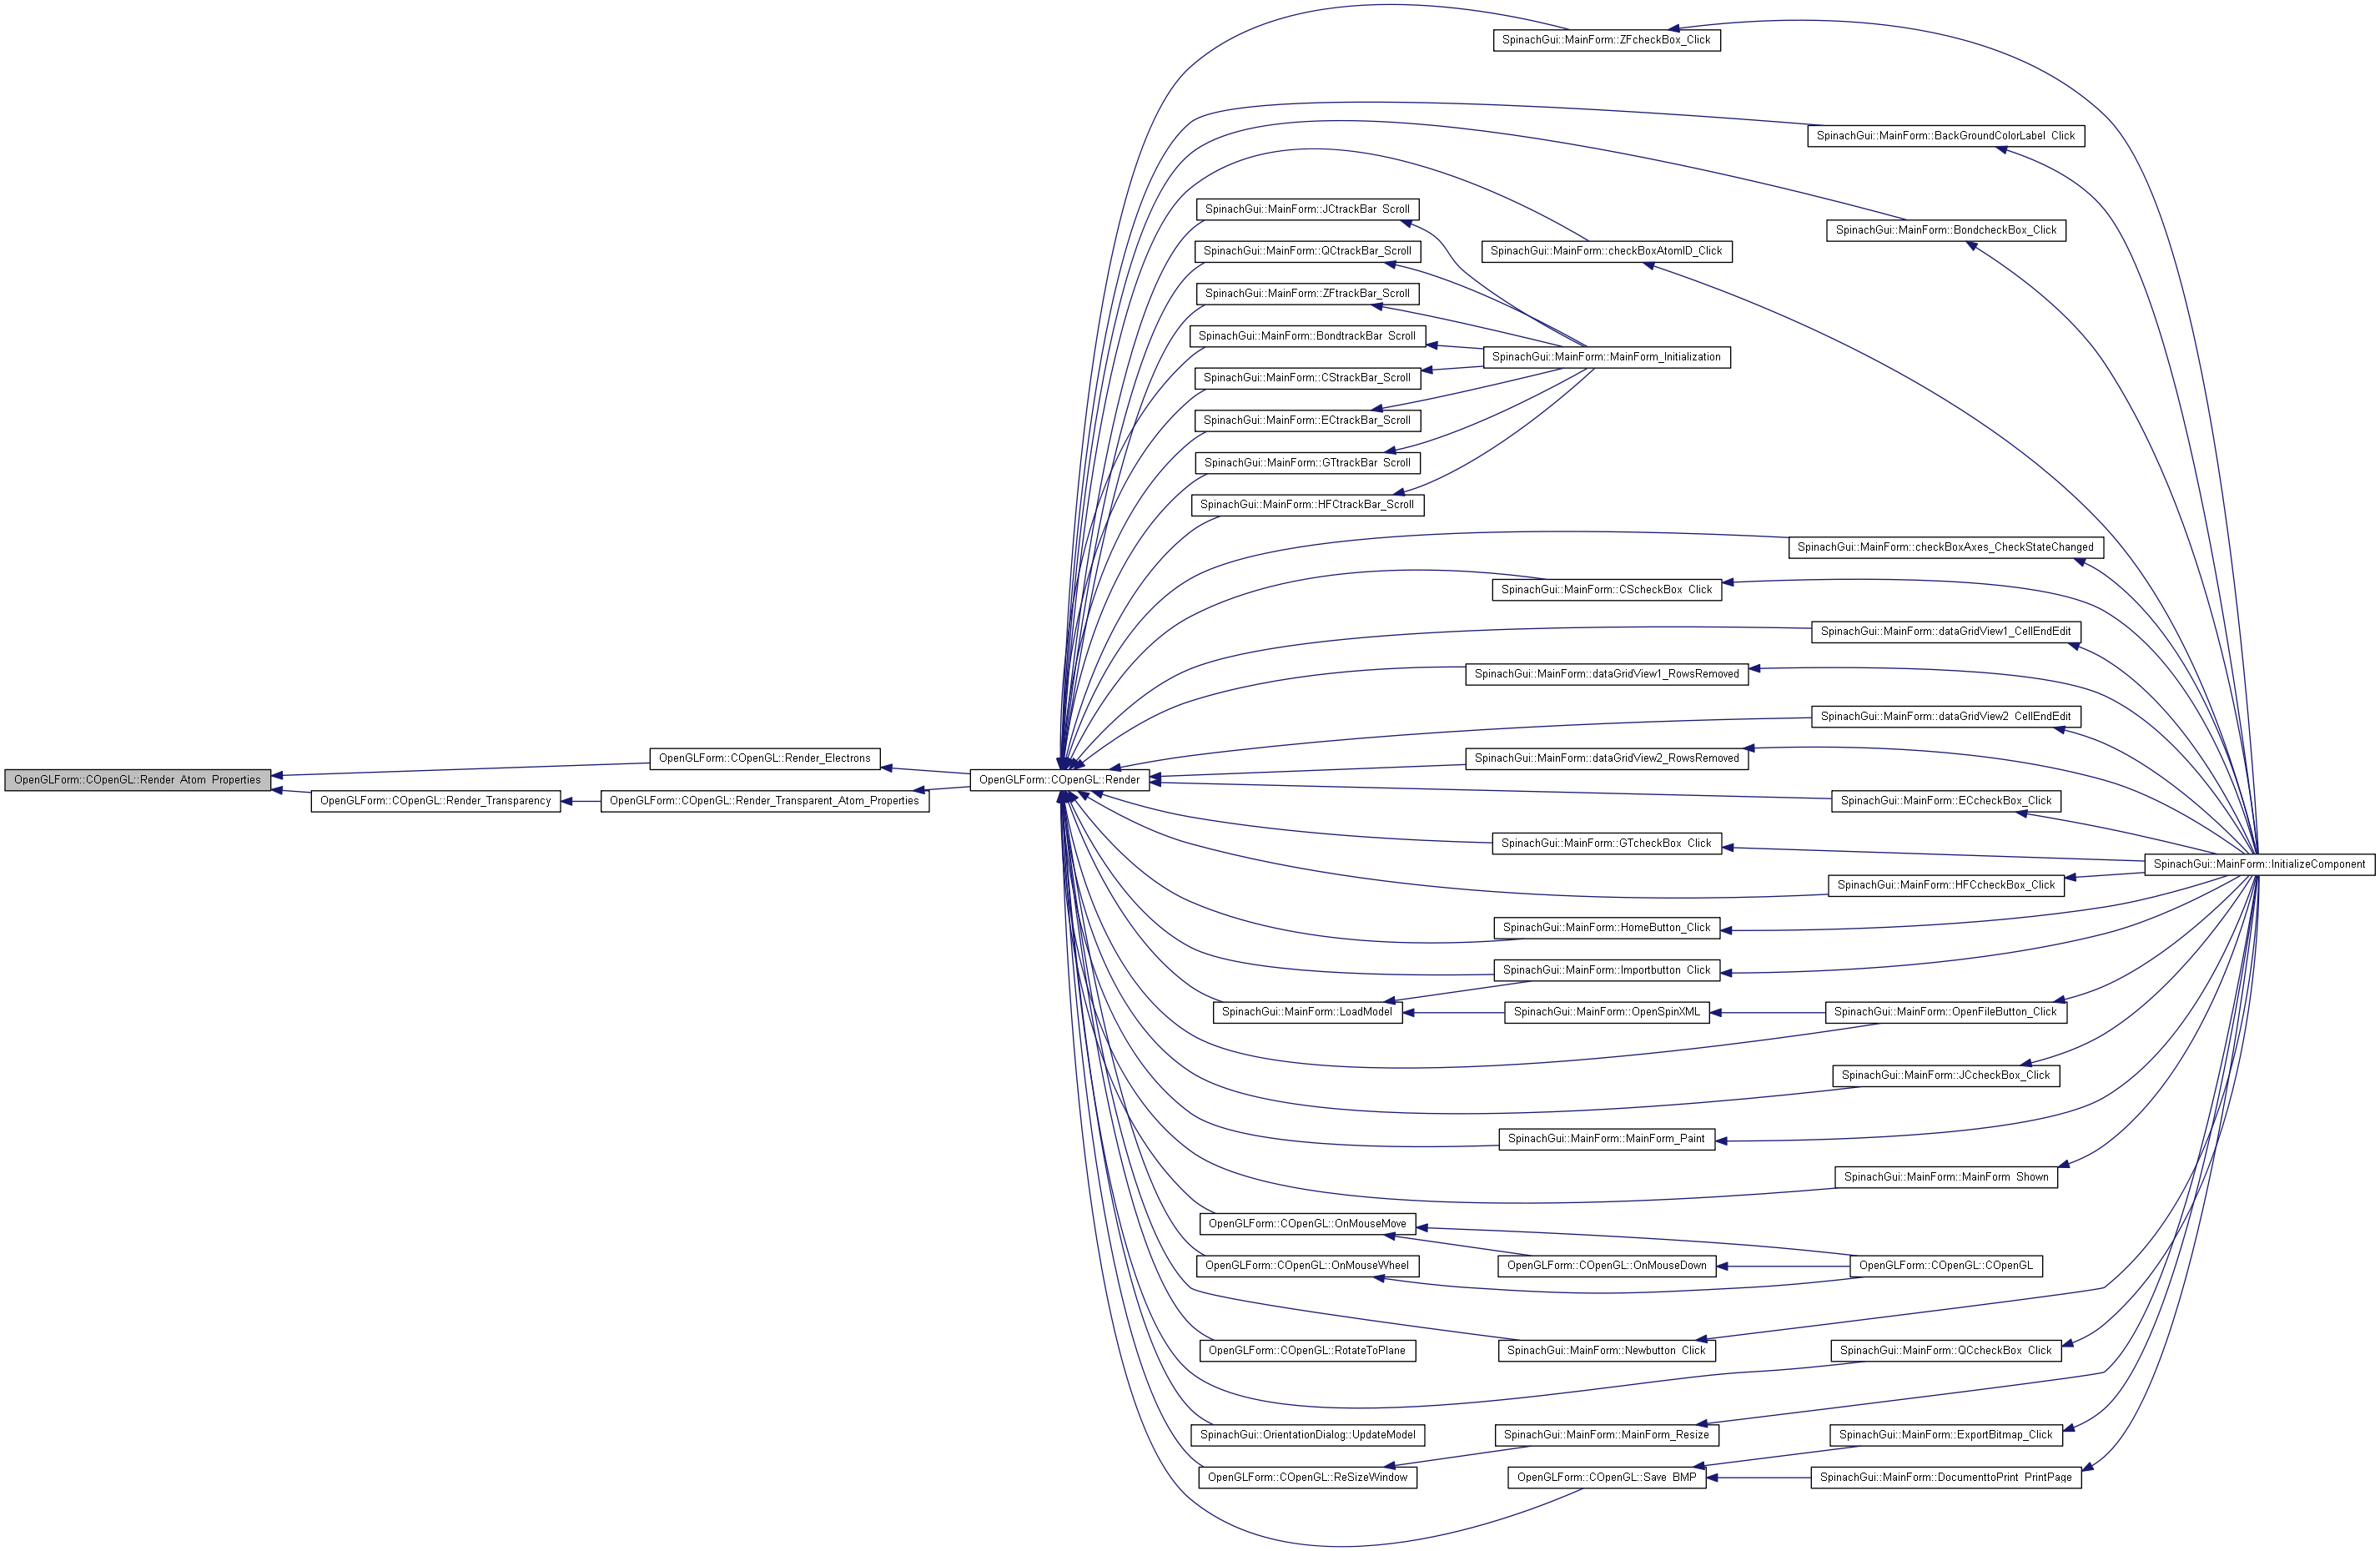 SpinachGui::MainForm::ZFcheckBox_Click
SpinachGui::MainForm::BackGroundColorLabel_Click
SpinachGui::MainForm::JCtrackBar_Scroll
SpinachGui::MainForm::BondcheckBox_Click
SpinachGui::MainForm::QCtrackBar_Scroll
SpinachGui::MainForm::checkBoxAtomID_Click
SpinachGui::MainForm::ZFtrackBar_Scroll
SpinachGui::MainForm::BondtrackBar_Scroll
SpinachGui::MainForm::MainForm_Initialization
SpinachGui::MainForm::CStrackBar_Scroll
SpinachGui::MainForm::ECtrackBar_Scroll
SpinachGui::MainForm::GTtrackBar_Scroll
SpinachGui::MainForm::HFCtrackBar_Scroll
SpinachGui::MainForm::checkBoxAxes_CheckStateChanged
SpinachGui::MainForm::CScheckBox_Click
SpinachGui::MainForm::dataGridView1_CellEndEdit
SpinachGui::MainForm::dataGridView1_RowsRemoved
SpinachGui::MainForm::dataGridView2_CellEndEdit
OpenGLForm::COpenGL::Render_Electrons
SpinachGui::MainForm::dataGridView2_RowsRemoved
OpenGLForm::COpenGL::Render_Atom_Properties
OpenGLForm::COpenGL::Render
OpenGLForm::COpenGL::Render_Transparency
OpenGLForm::COpenGL::Render_Transparent_Atom_Properties
SpinachGui::MainForm::ECcheckBox_Click
SpinachGui::MainForm::GTcheckBox_Click
SpinachGui::MainForm::InitializeComponent
SpinachGui::MainForm::HFCcheckBox_Click
SpinachGui::MainForm::HomeButton_Click
SpinachGui::MainForm::Importbutton_Click
SpinachGui::MainForm::LoadModel
SpinachGui::MainForm::OpenSpinXML
SpinachGui::MainForm::OpenFileButton_Click
SpinachGui::MainForm::JCcheckBox_Click
SpinachGui::MainForm::MainForm_Paint
SpinachGui::MainForm::MainForm_Shown
OpenGLForm::COpenGL::OnMouseMove
OpenGLForm::COpenGL::OnMouseWheel
OpenGLForm::COpenGL::OnMouseDown
OpenGLForm::COpenGL::COpenGL
OpenGLForm::COpenGL::RotateToPlane
SpinachGui::MainForm::Newbutton_Click
SpinachGui::MainForm::QCcheckBox_Click
SpinachGui::OrientationDialog::UpdateModel
SpinachGui::MainForm::MainForm_Resize
SpinachGui::MainForm::ExportBitmap_Click
OpenGLForm::COpenGL::ReSizeWindow
OpenGLForm::COpenGL::Save_BMP
SpinachGui::MainForm::DocumenttoPrint_PrintPage